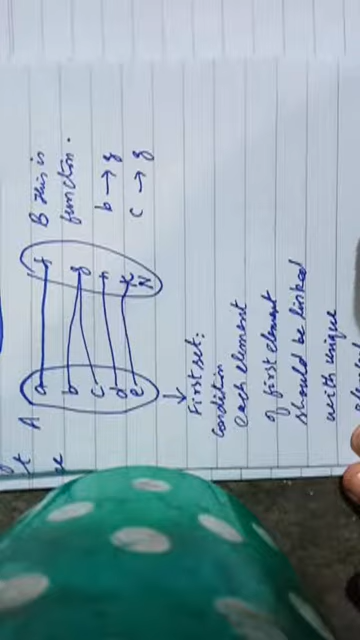 A
B This is
function.
a
b
c
d
e
f
g
h
K
N
b → g
c → g
First set:
condition
each element
of first element
should be linked
with unique